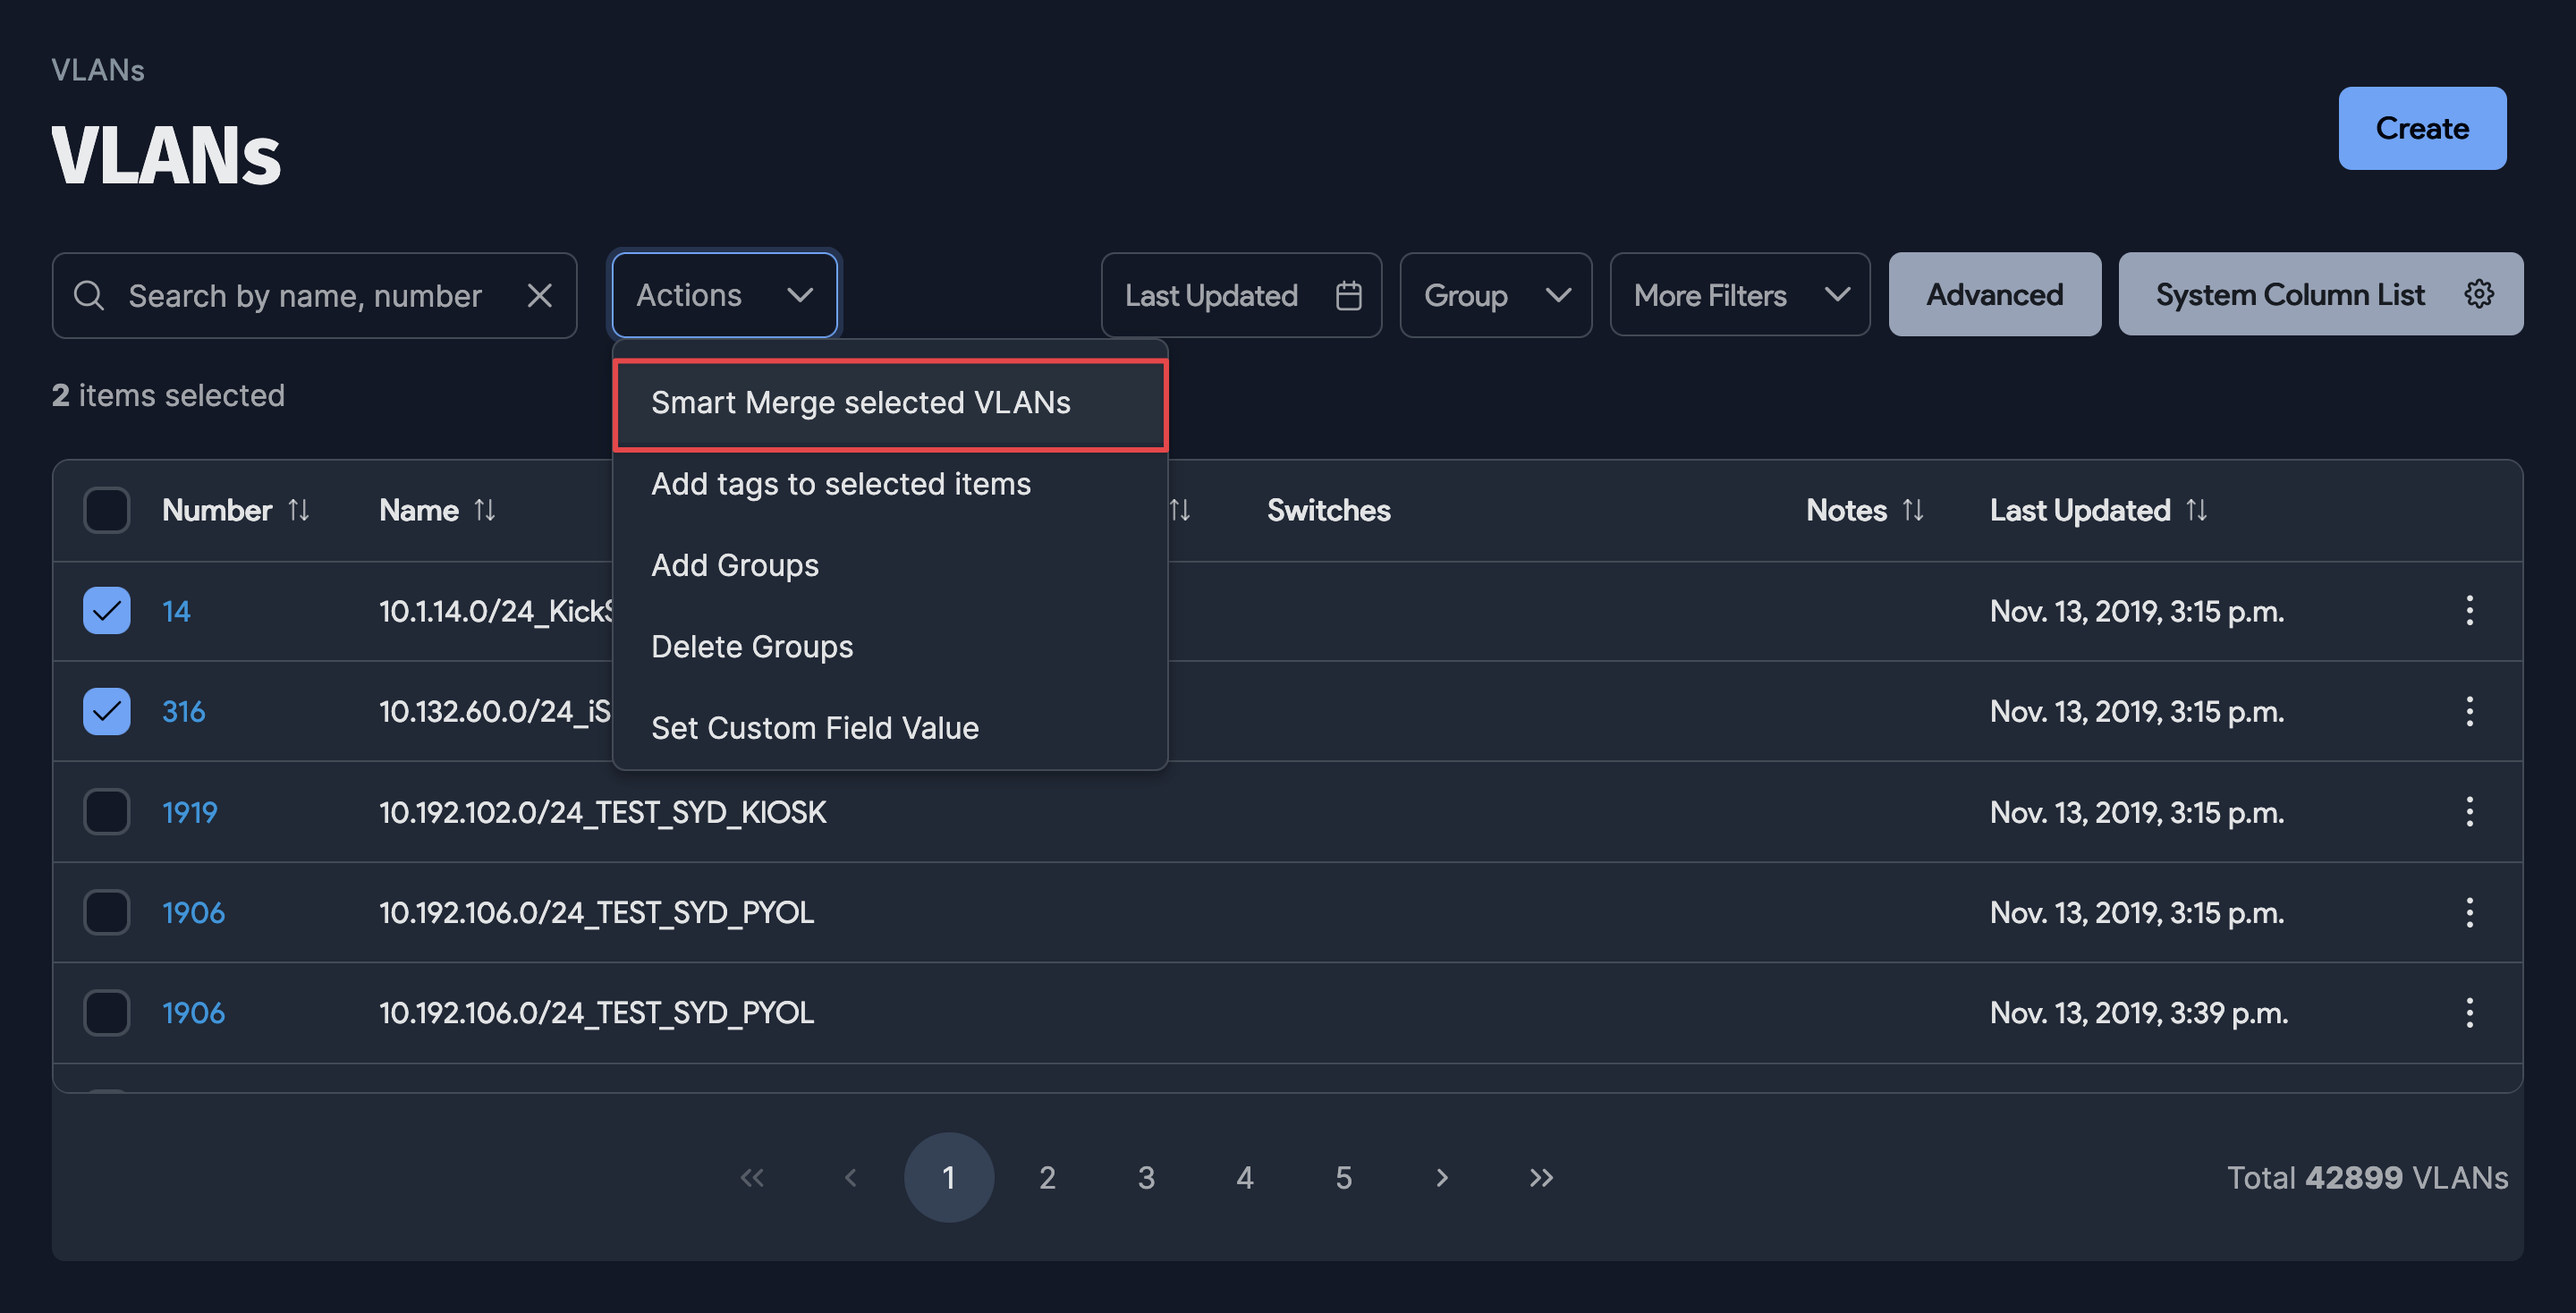 VLANs
VLANs
Create
Search by name, number
Actions
Last Updated
Group
More Filters
Advanced
System Column List
2 items selected
Smart Merge selected VLANs
Add tags to selected items
Add Groups
Delete Groups
Set Custom Field Value
Number Name Switches Notes Last Updated
14 10.1.14.0/24_Kick Nov. 13, 2019, 3:15 p.m.
316 10.132.60.0/24_iS Nov. 13, 2019, 3:15 p.m.
1919 10.192.102.0/24_TEST_SYD_KIOSK Nov. 13, 2019, 3:15 p.m.
1906 10.192.106.0/24_TEST_SYD_PYOL Nov. 13, 2019, 3:15 p.m.
1906 10.192.106.0/24_TEST_SYD_PYOL Nov. 13, 2019, 3:39 p.m.
« ‹ 1 2 3 4 5 › »
Total 42899 VLANs